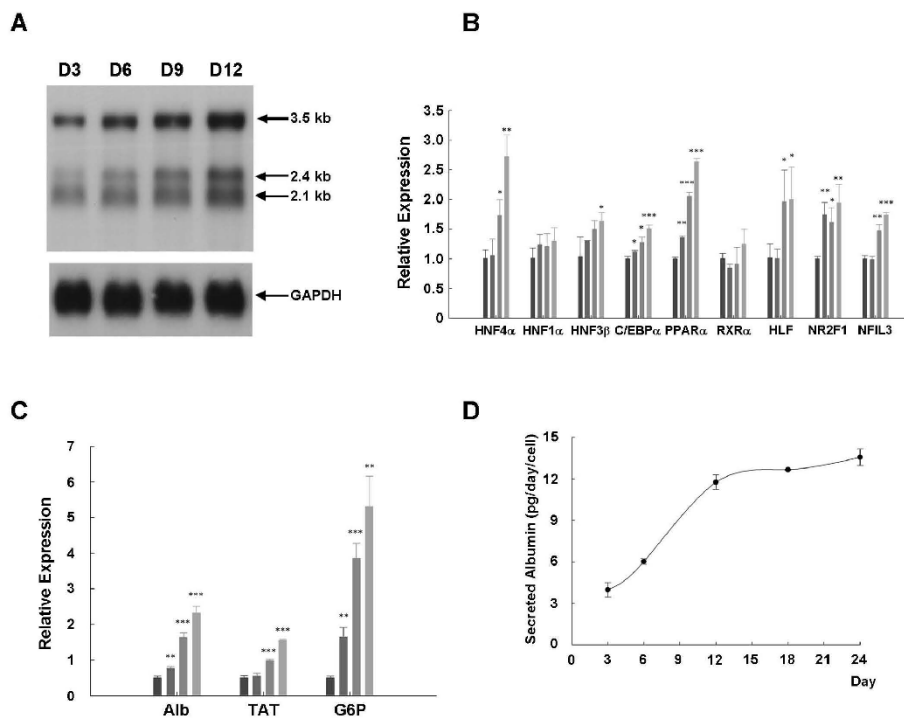 A
D3 D6 D9 D12
3.5 kb
2.4 kb
2.1 kb
GAPDH
B
Relative Expression
3.5
3.0
2.5
2.0
1.5
1.0
0.5
0.0
** * * * * *** ** *** *** * * ** * ** ** ***
HNF4α HNF1α HNF3β C/EBPα PPARα RXRα HLF NR2F1 NFIL3
C
Relative Expression
7
6
5
4
3
2
1
0
** *** *** *** *** ** *** **
Alb TAT G6P
D
Secreted Albumin (pg/day/cell)
15
12
9
6
3
0
0 3 6 9 12 15 18 21 24
Day